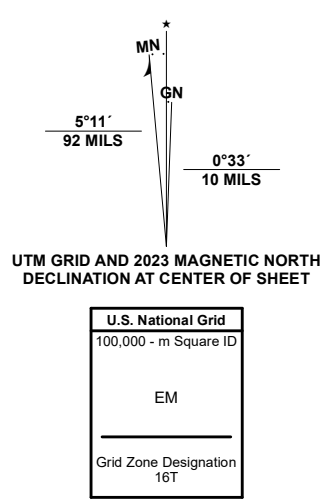 MN
GN
5°11´
92 MILS
0°33´
10 MILS
UTM GRID AND 2023 MAGNETIC NORTH
DECLINATION AT CENTER OF SHEET
U.S. National Grid
100,000 - m Square ID
EM
Grid Zone Designation
16T